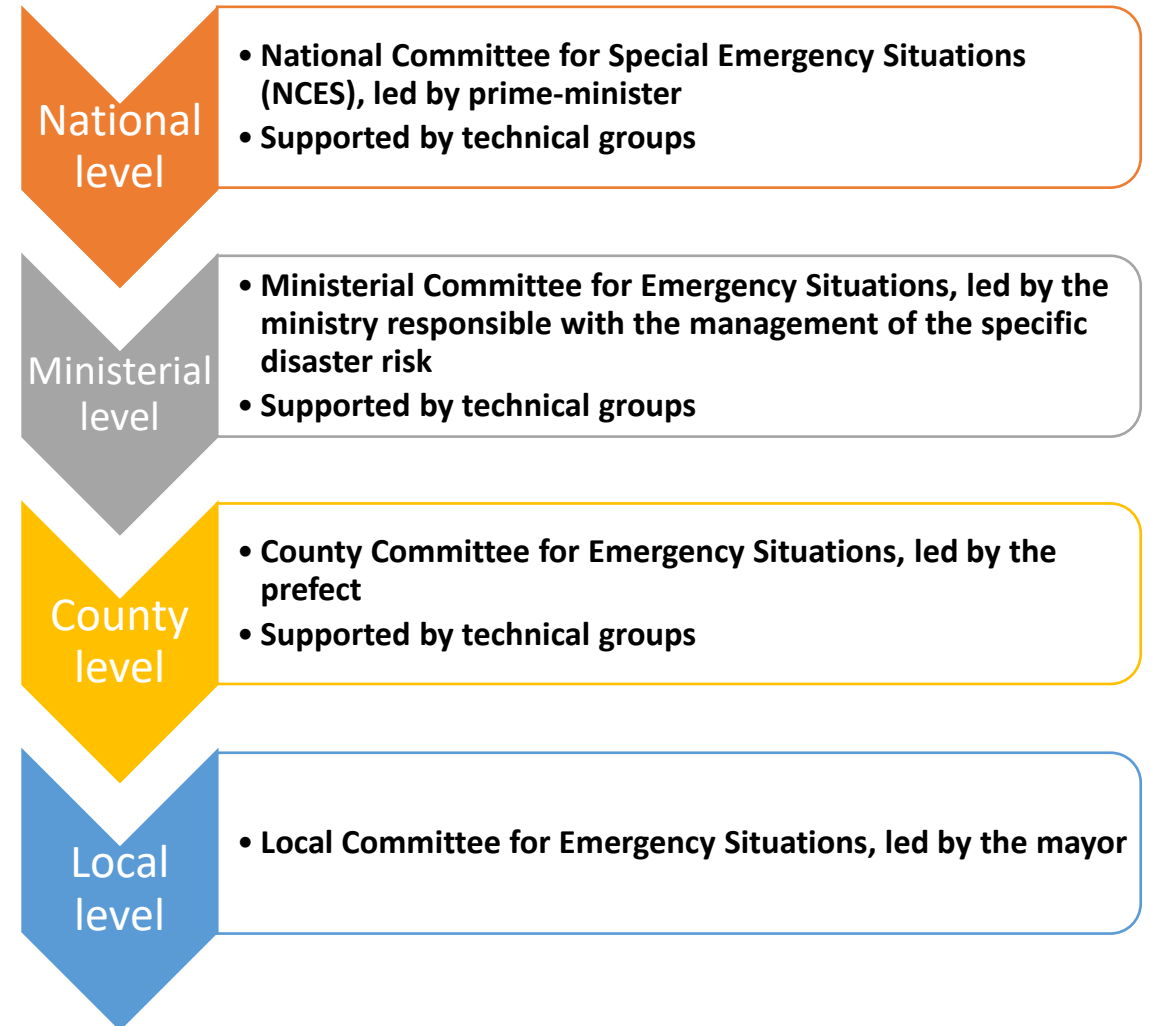 National
level
• National Committee for Special Emergency Situations
(NCES), led by prime-minister
• Supported by technical groups
Ministerial
level
• Ministerial Committee for Emergency Situations, led by the
ministry responsible with the management of the specific
disaster risk
• Supported by technical groups
County
level
• County Committee for Emergency Situations, led by the
prefect
• Supported by technical groups
Local
level
• Local Committee for Emergency Situations, led by the mayor